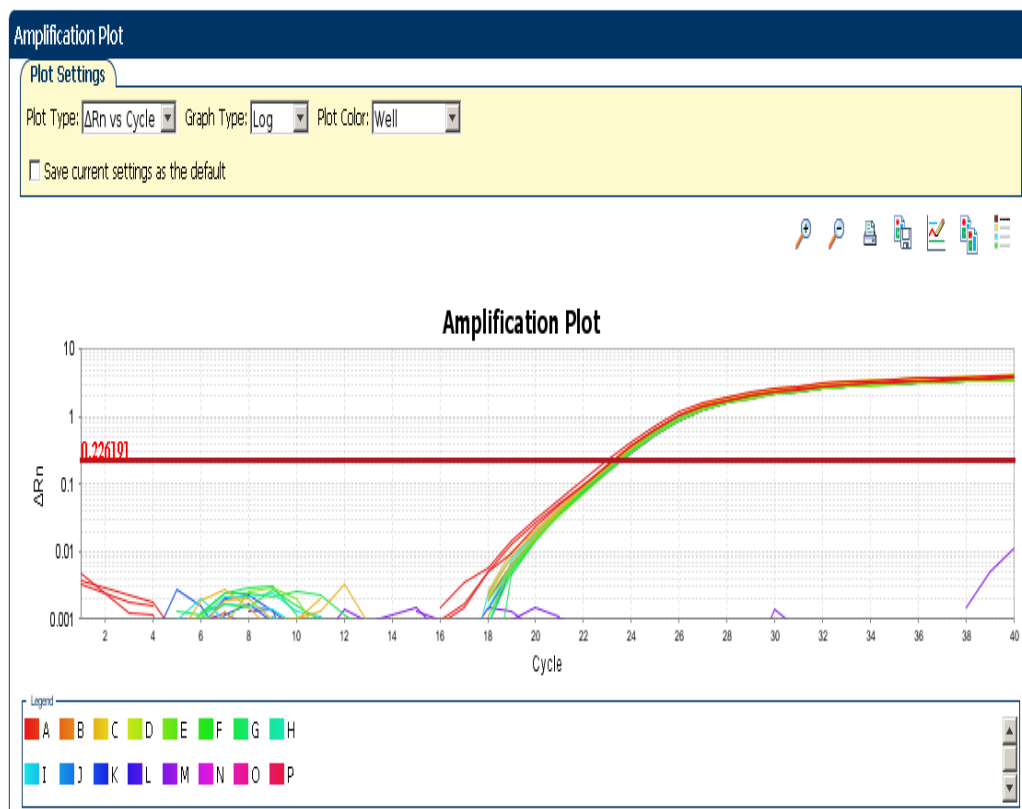 Amplification Plot
Plot Settings
Plot Type: ΔRn vs Cycle Graph Type: Log Plot Color: Well
Save current settings as the default
Amplification Plot
10
1
0.226191
0.1
0.01
0.001
ΔRn
2 4 6 8 10 12 14 16 18 20 22 24 26 28 30 32 34 36 38 40
Cycle
Legend
A B C D E F G H
I J K L M N O P